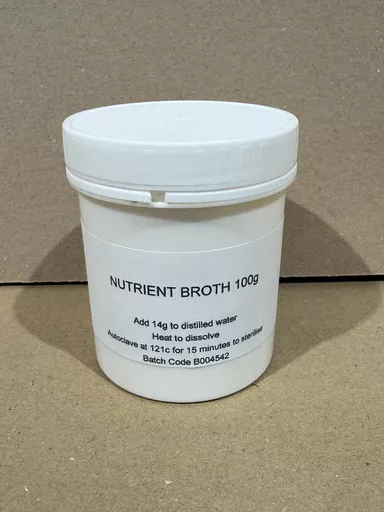 NUTRIENT BROTH 100g
Add 14g to distilled water
Heat to dissolve
Autoclave at 121c for 15 minutes to sterilise
Batch Code B004542